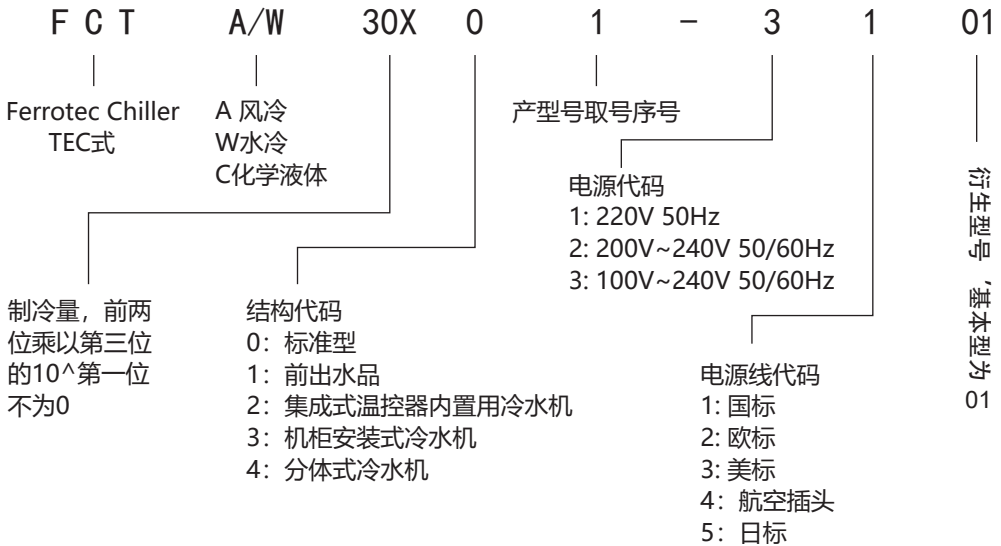 FCT A/W 30X 0 1 - 3 1 01
Ferrotec Chiller
TEC式
A 风冷
W水冷
C化学液体
产型号取号序号
电源代码
1: 220V 50Hz
2: 200V~240V 50/60Hz
3: 100V~240V 50/60Hz
衍生型号,基本型为01
制冷量，前两
位乘以第三位
的10^第一位
不为0
结构代码
0：标准型
1：前出水品
2：集成式温控器内置用冷水机
3：机柜安装式冷水机
4：分体式冷水机
电源线代码
1: 国标
2: 欧标
3: 美标
4：航空插头
5：日标